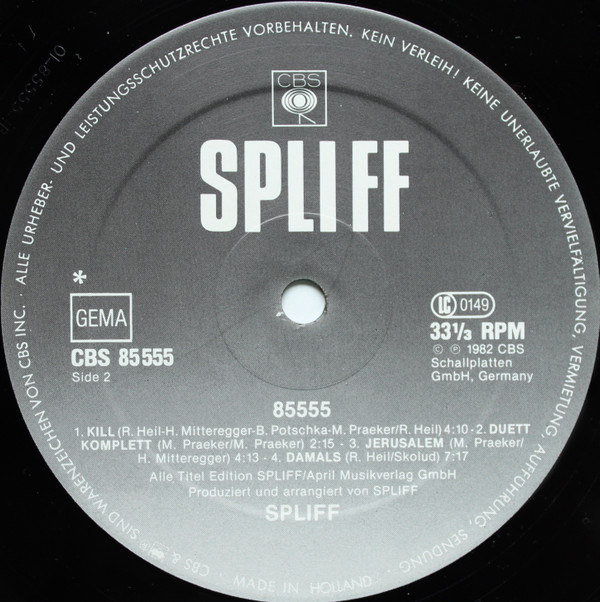 ALLE URHEBER- UND LEISTUNGSSCHUTZRECHTE VORBEHALTEN. KEIN VERLEIH! KEINE UNERLAUBTE VERVIELFÄLTIGUNG, VERMIETUNG, AUFFÜHRUNG, SENDUNG
CBS
SPLIFF
*
GEMA
CBS 85555
Side 2
LC 0149
33⅓ RPM
© ℗ 1982 CBS
Schallplatten
GmbH, Germany
85555
1. KILL (R. Heil-H. Mitteregger-B. Potschka-M. Praeker/R. Heil) 4:10 - 2. DUETT
KOMPLETT (M. Praeker/M. Praeker) 2:15 - 3. JERUSALEM (M. Praeker/
H. Mitteregger) 4:13 - 4. DAMALS (R. Heil/Skolud) 7:17
Alle Titel Edition SPLIFF/April Musikverlag GmbH
Produziert und arrangiert von SPLIFF
SPLIFF
MADE IN HOLLAND
CBS & SIND WARENZEICHEN VON CBS INC.